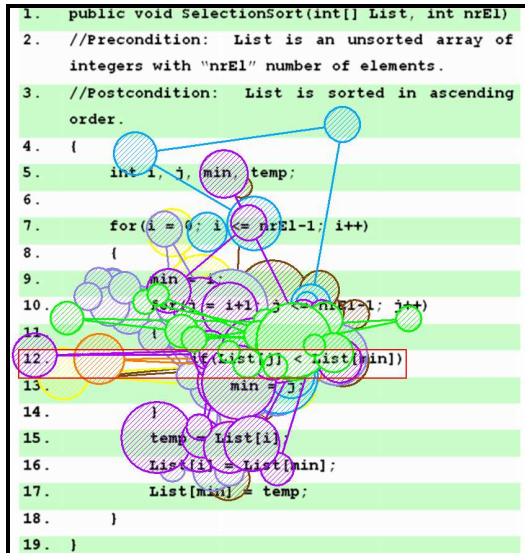 1. public void SelectionSort(int[] List, int nrEl)
2. //Precondition: List is an unsorted array of
integers with "nrEl" number of elements.
3. //Postcondition: List is sorted in ascending
order.
4. {
5. int i, j, min, temp;
6.
7. for(i = 0; i <= nrEl-1; i++)
8. {
9. min = i;
10. for(j = i+1; j <= nrEl-1; j++)
11. {
12. if(List[j] < List[min])
13. min = j;
14. }
15. temp = List[i];
16. List[i] = List[min];
17. List[min] = temp;
18. }
19. }